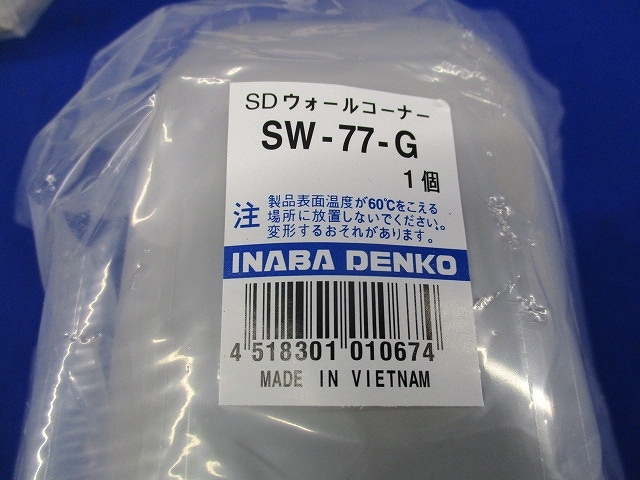 SDウォールコーナー
SW-77-G
1個
注 製品表面温度が60℃をこえる
場所に放置しないでください。
変形するおそれがあります。
INABA DENKO
4 518301 010674
MADE IN VIETNAM